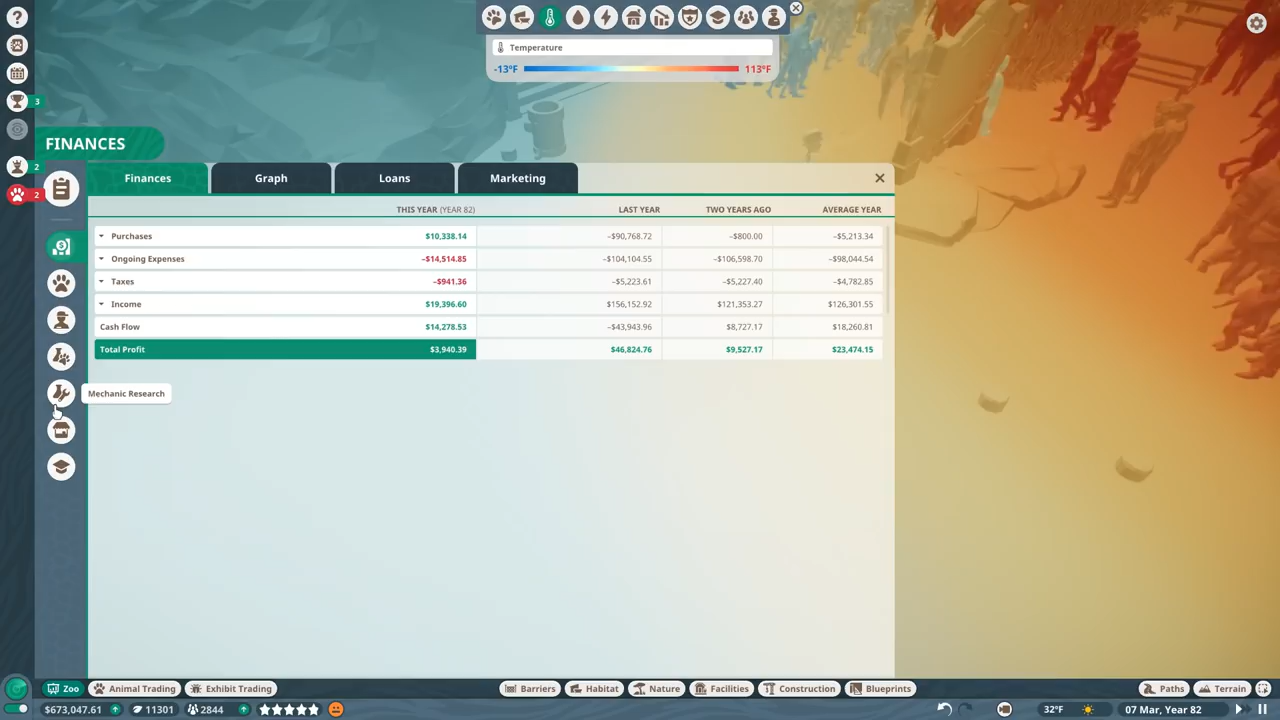 Temperature
-13°F 113°F
3
2
2
FINANCES
Finances Graph Loans Marketing
THIS YEAR (YEAR 82) LAST YEAR TWO YEARS AGO AVERAGE YEAR
Purchases $10,338.14 –$90,768.72 –$800.00 –$5,213.34
Ongoing Expenses –$14,514.85 –$104,104.55 –$106,598.70 –$98,044.54
Taxes –$941.36 –$5,223.61 –$5,227.40 –$4,782.85
Income $19,396.60 $156,152.92 $121,353.27 $126,301.55
Cash Flow $14,278.53 –$43,943.96 $8,727.17 $18,260.81
Total Profit $3,940.39 $46,824.76 $9,527.17 $23,474.15
Mechanic Research
Zoo Animal Trading Exhibit Trading Barriers Habitat Nature Facilities Construction Blueprints Paths Terrain
$673,047.61 11301 2844 32°F 07 Mar, Year 82